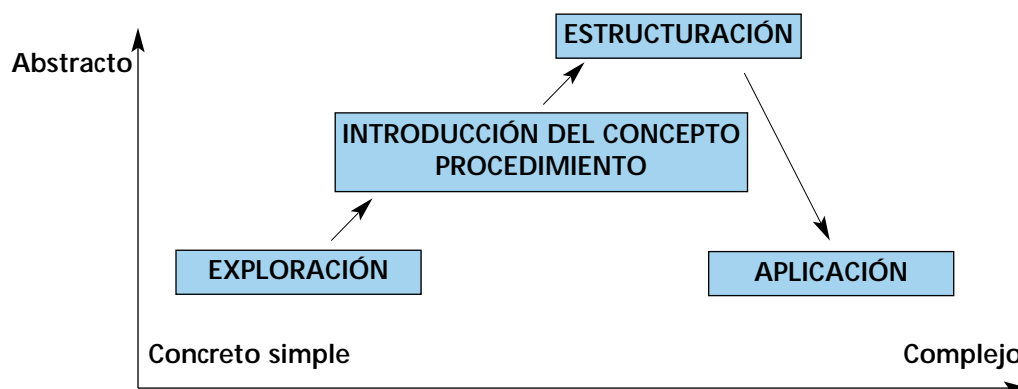 ESTRUCTURACIÓN
Abstracto
INTRODUCCIÓN DEL CONCEPTO
PROCEDIMIENTO
EXPLORACIÓN
APLICACIÓN
Concreto simple
Complejo